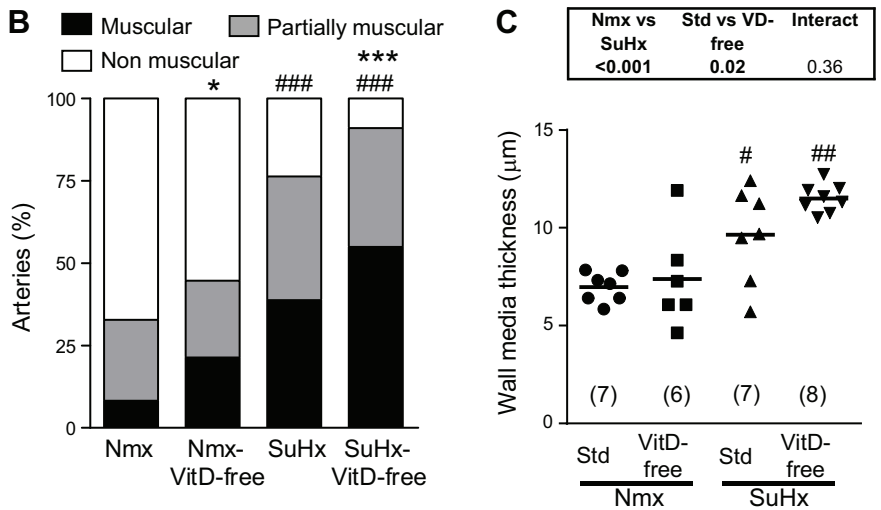 B
Muscular
Partially muscular
Non muscular
*
###
***
###
100
75
50
25
0
Arteries (%)
Nmx
Nmx-
VitD-free
SuHx
SuHx-
VitD-free
C
Nmx vs
SuHx
<0.001
Std vs VD-
free
0.02
Interact
0.36
15
10
5
0
Wall media thickness (μm)
#
##
(7)
(6)
(7)
(8)
Std
VitD-
free
Std
VitD-
free
Nmx
SuHx